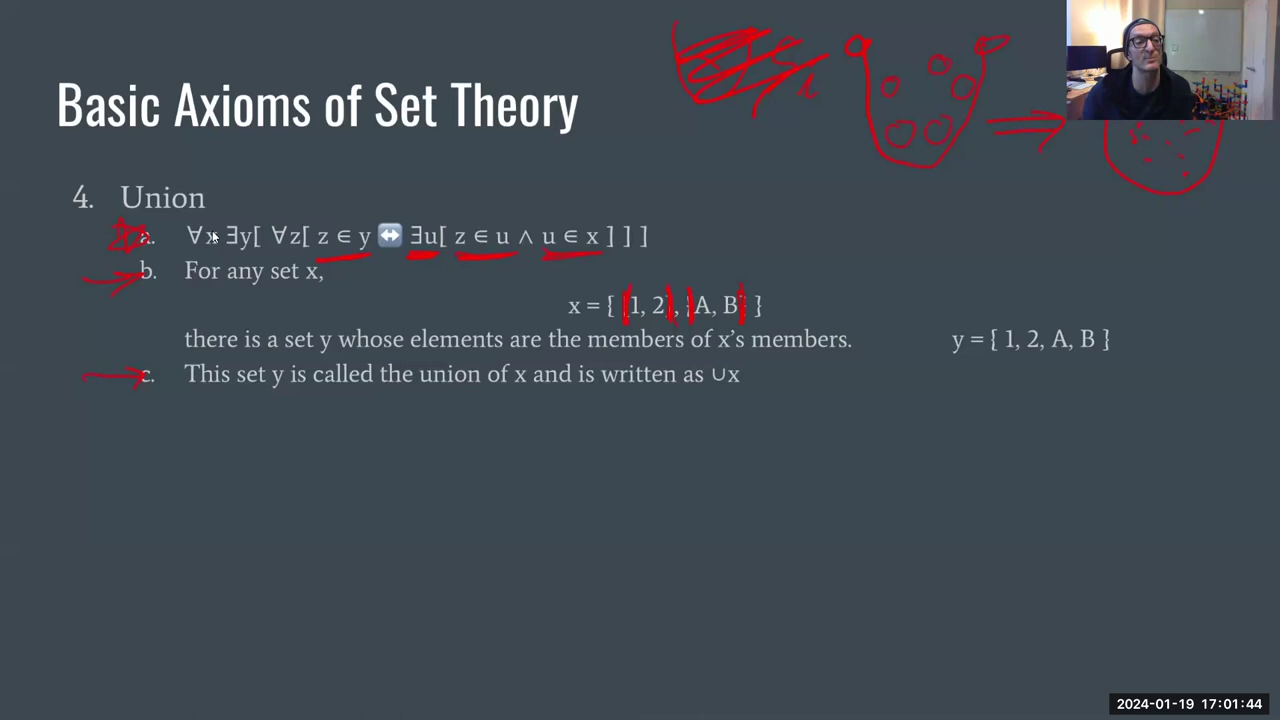 Basic Axioms of Set Theory
4. Union
a. ∀x ∃y[ ∀z[ z ∈ y ↔ ∃u[ z ∈ u ∧ u ∈ x ] ] ]
b. For any set x,
x = { {1, 2}, {A, B} }
there is a set y whose elements are the members of x’s members. y = { 1, 2, A, B }
c. This set y is called the union of x and is written as ∪x
2024-01-19 17:01:44